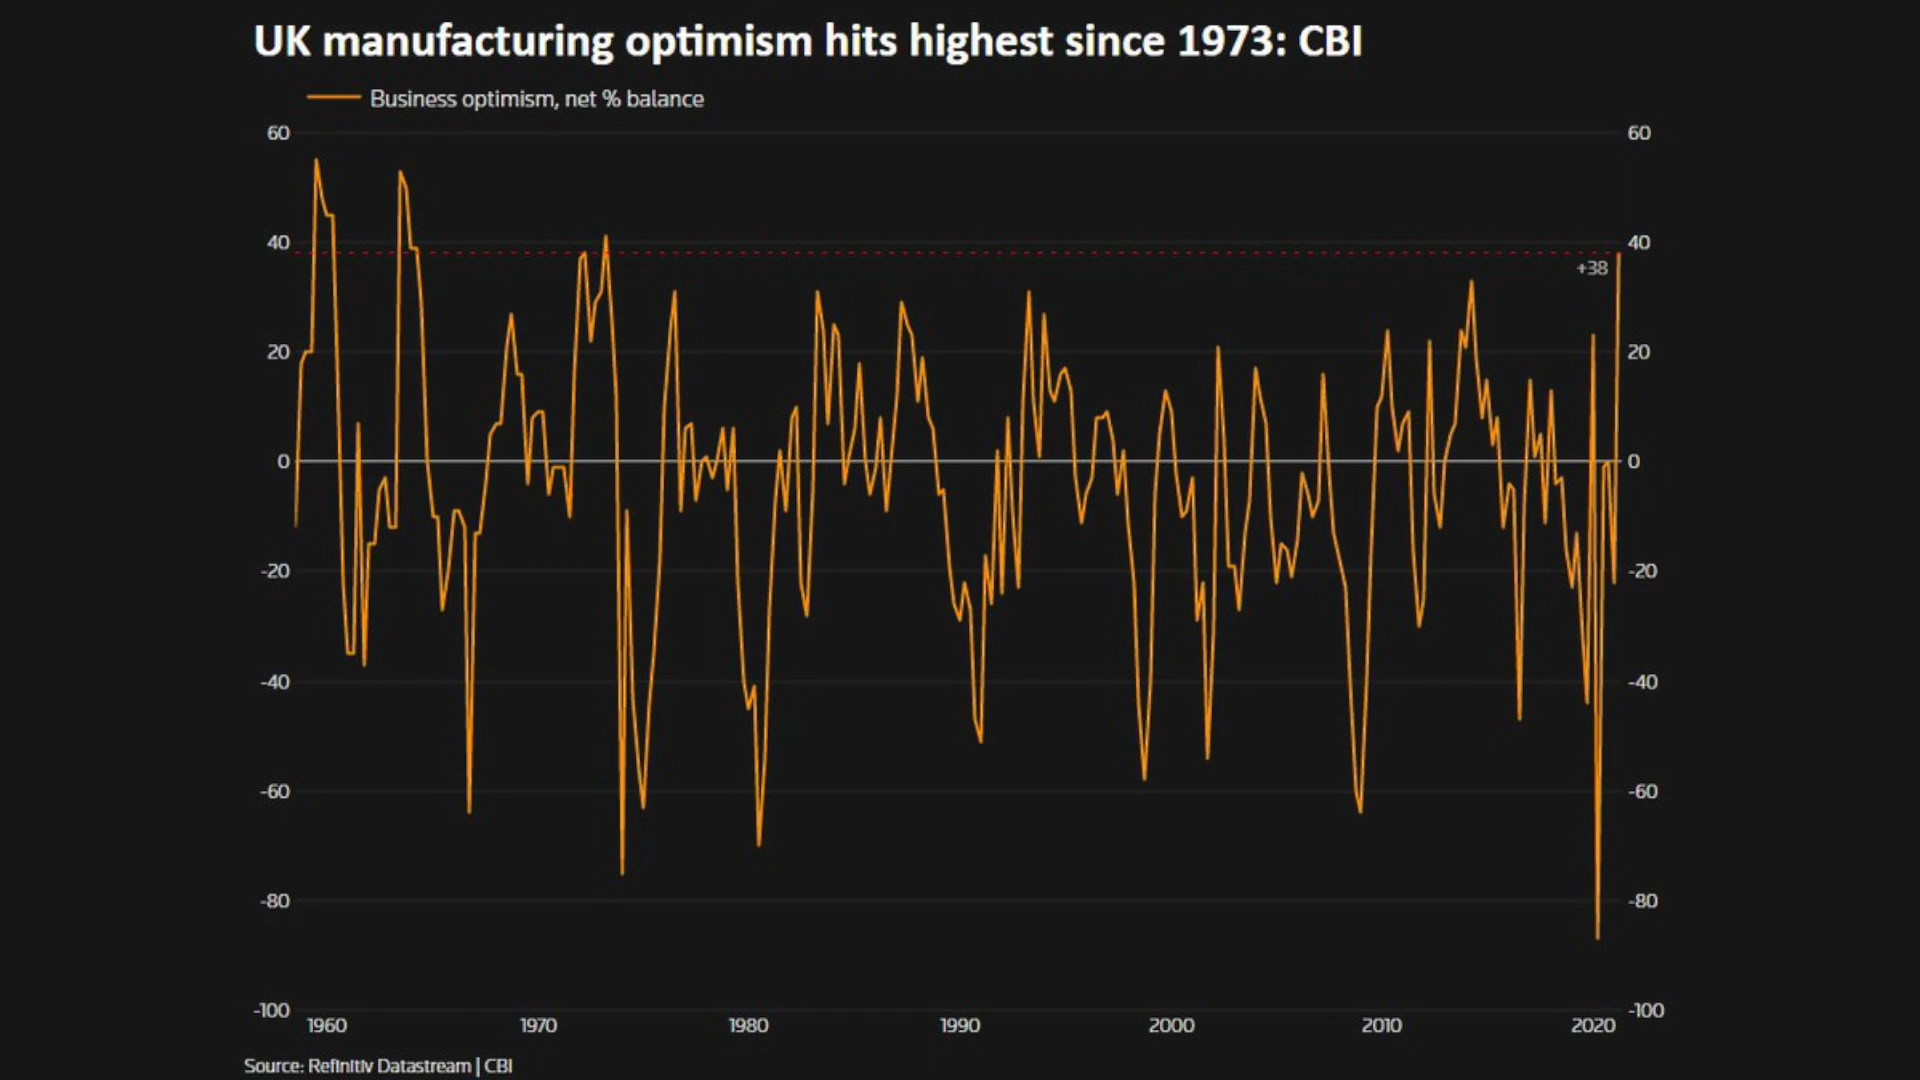 UK manufacturing optimism hits highest since 1973: CBI
Business optimism, net % balance
60 60
40 40
+38
20 20
0 0
-20 -20
-40 -40
-60 -60
-80 -80
-100 -100
1960 1970 1980 1990 2000 2010 2020
Source: Refinitiv Datastream | CBI